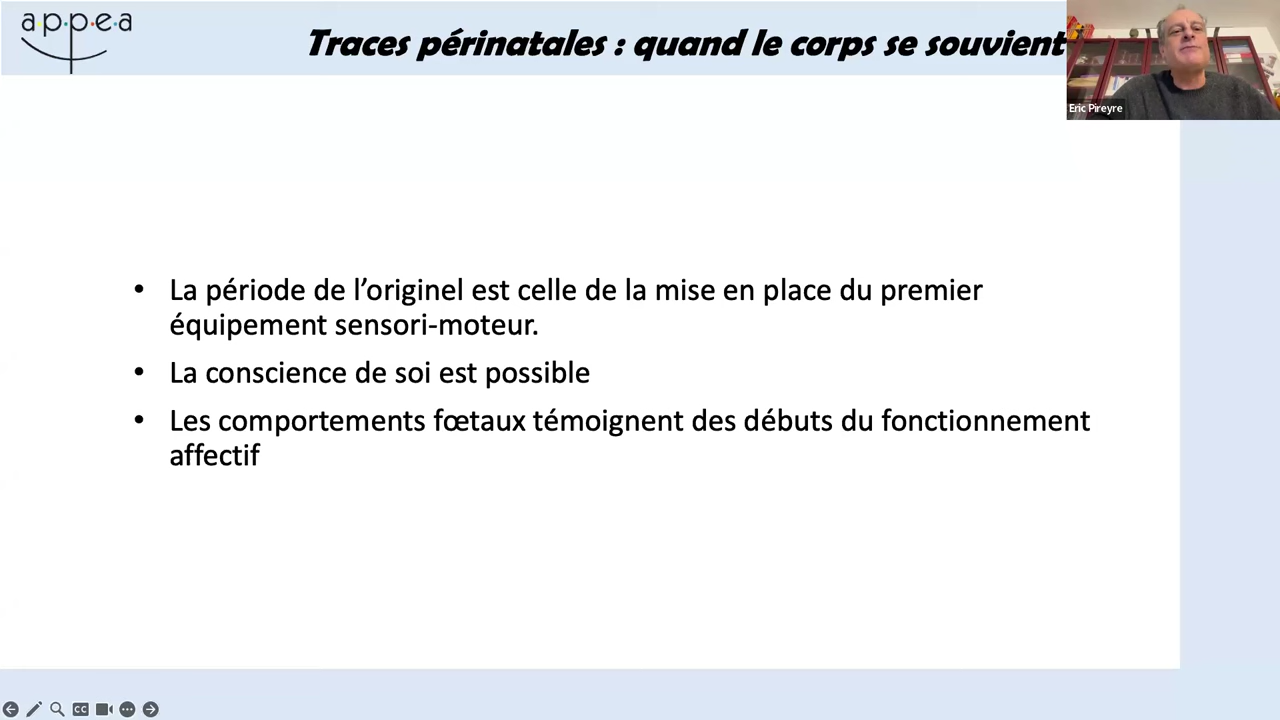 a.p.p.e.a
Traces périnatales : quand le corps se souvient
Eric Pireyre
• La période de l’originel est celle de la mise en place du premier
équipement sensori-moteur.
• La conscience de soi est possible
• Les comportements fœtaux témoignent des débuts du fonctionnement
affectif
CC